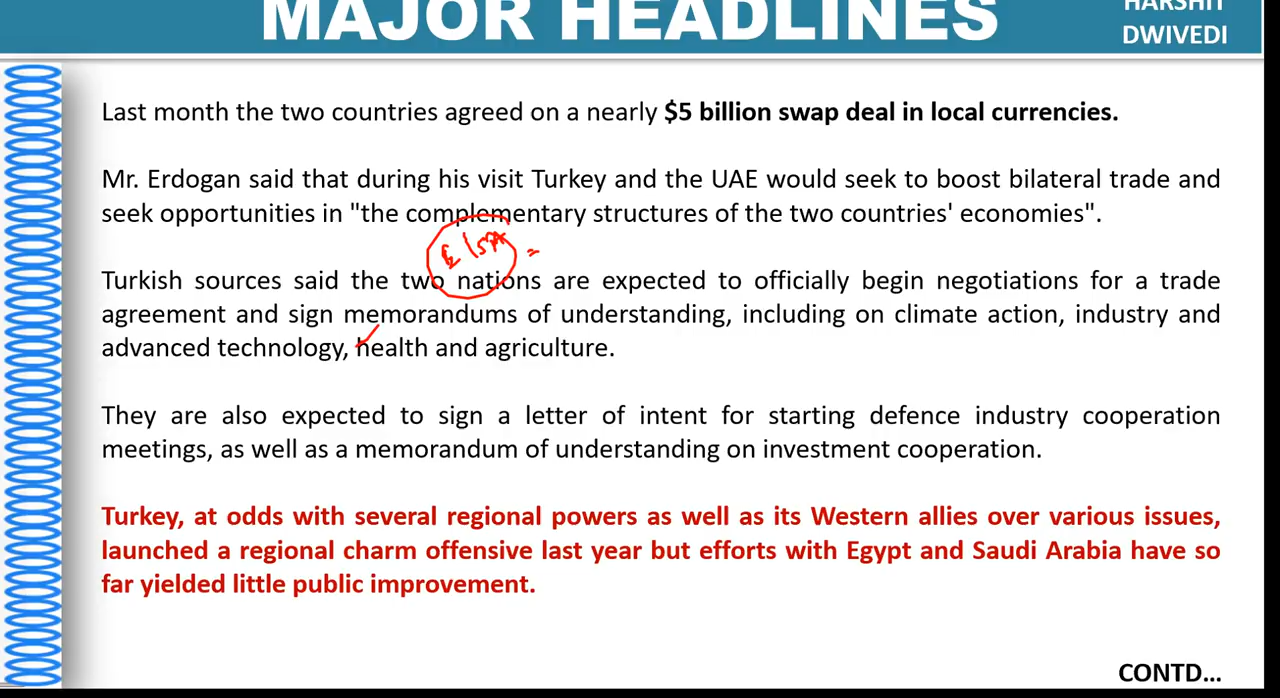 MAJOR HEADLINES
HARSHIT
DWIVEDI
Last month the two countries agreed on a nearly $5 billion swap deal in local currencies.
Mr. Erdogan said that during his visit Turkey and the UAE would seek to boost bilateral trade and
seek opportunities in "the complementary structures of the two countries' economies".
Turkish sources said the two nations are expected to officially begin negotiations for a trade
agreement and sign memorandums of understanding, including on climate action, industry and
advanced technology, health and agriculture.
They are also expected to sign a letter of intent for starting defence industry cooperation
meetings, as well as a memorandum of understanding on investment cooperation.
Turkey, at odds with several regional powers as well as its Western allies over various issues,
launched a regional charm offensive last year but efforts with Egypt and Saudi Arabia have so
far yielded little public improvement.
CONTD...